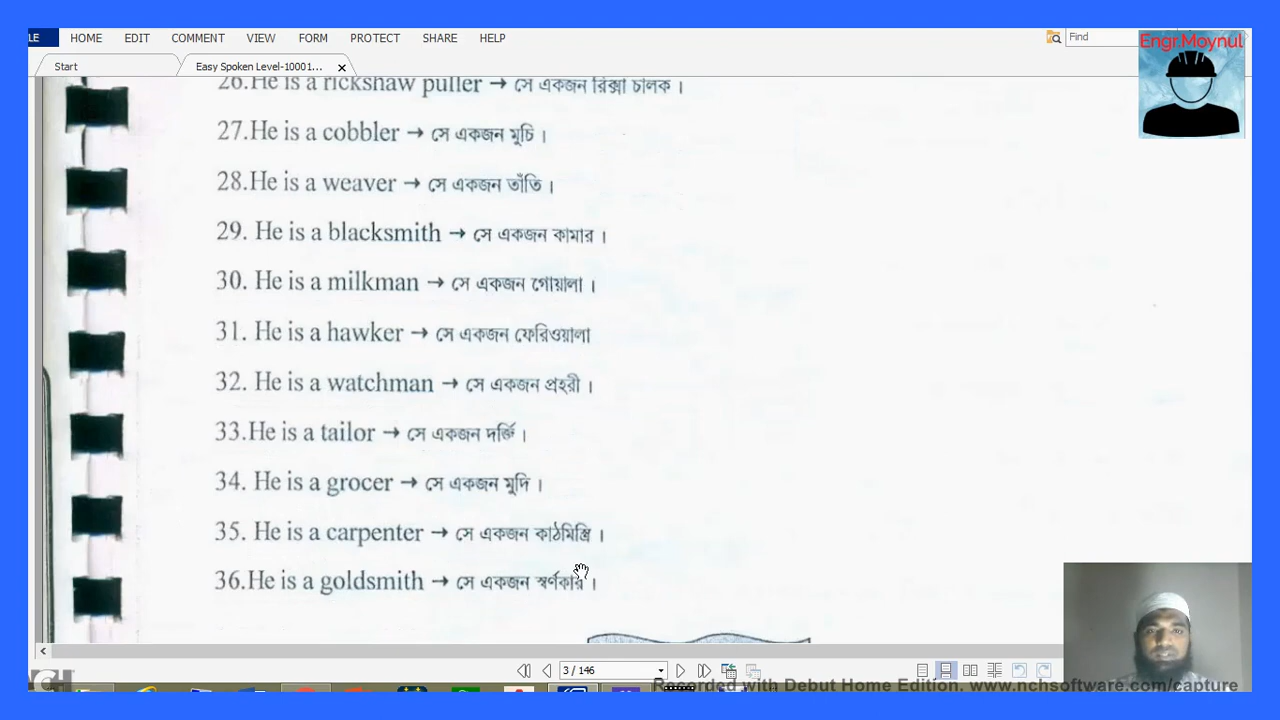 LE HOME EDIT COMMENT VIEW FORM PROTECT SHARE HELP
Find
Engr.Moynul
Start
Easy Spoken Level-10001...
26.He is a rickshaw puller → সে একজন রিক্সা চালক ।
27.He is a cobbler → সে একজন মুচি ।
28.He is a weaver → সে একজন তাঁতি ।
29. He is a blacksmith → সে একজন কামার ।
30. He is a milkman → সে একজন গোয়ালা ।
31. He is a hawker → সে একজন ফেরিওয়ালা
32. He is a watchman → সে একজন প্রহরী ।
33.He is a tailor → সে একজন দর্জি ।
34. He is a grocer → সে একজন মুদি ।
35. He is a carpenter → সে একজন কাঠমিস্ত্রি ।
36.He is a goldsmith → সে একজন স্বর্ণকার ।
3 / 146
Recorded with Debut Home Edition. www.nchsoftware.com/capture